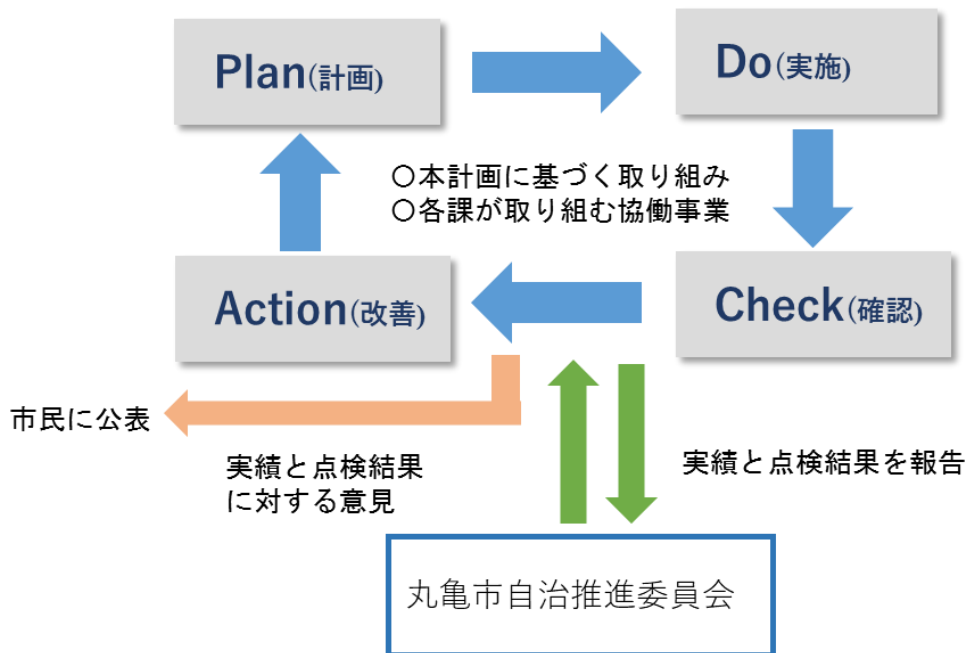 Plan(計画)
Do(実施)
〇本計画に基づく取り組み
〇各課が取り組む協働事業
Action(改善)
Check(確認)
市民に公表
実績と点検結果
に対する意見
実績と点検結果を報告
丸亀市自治推進委員会